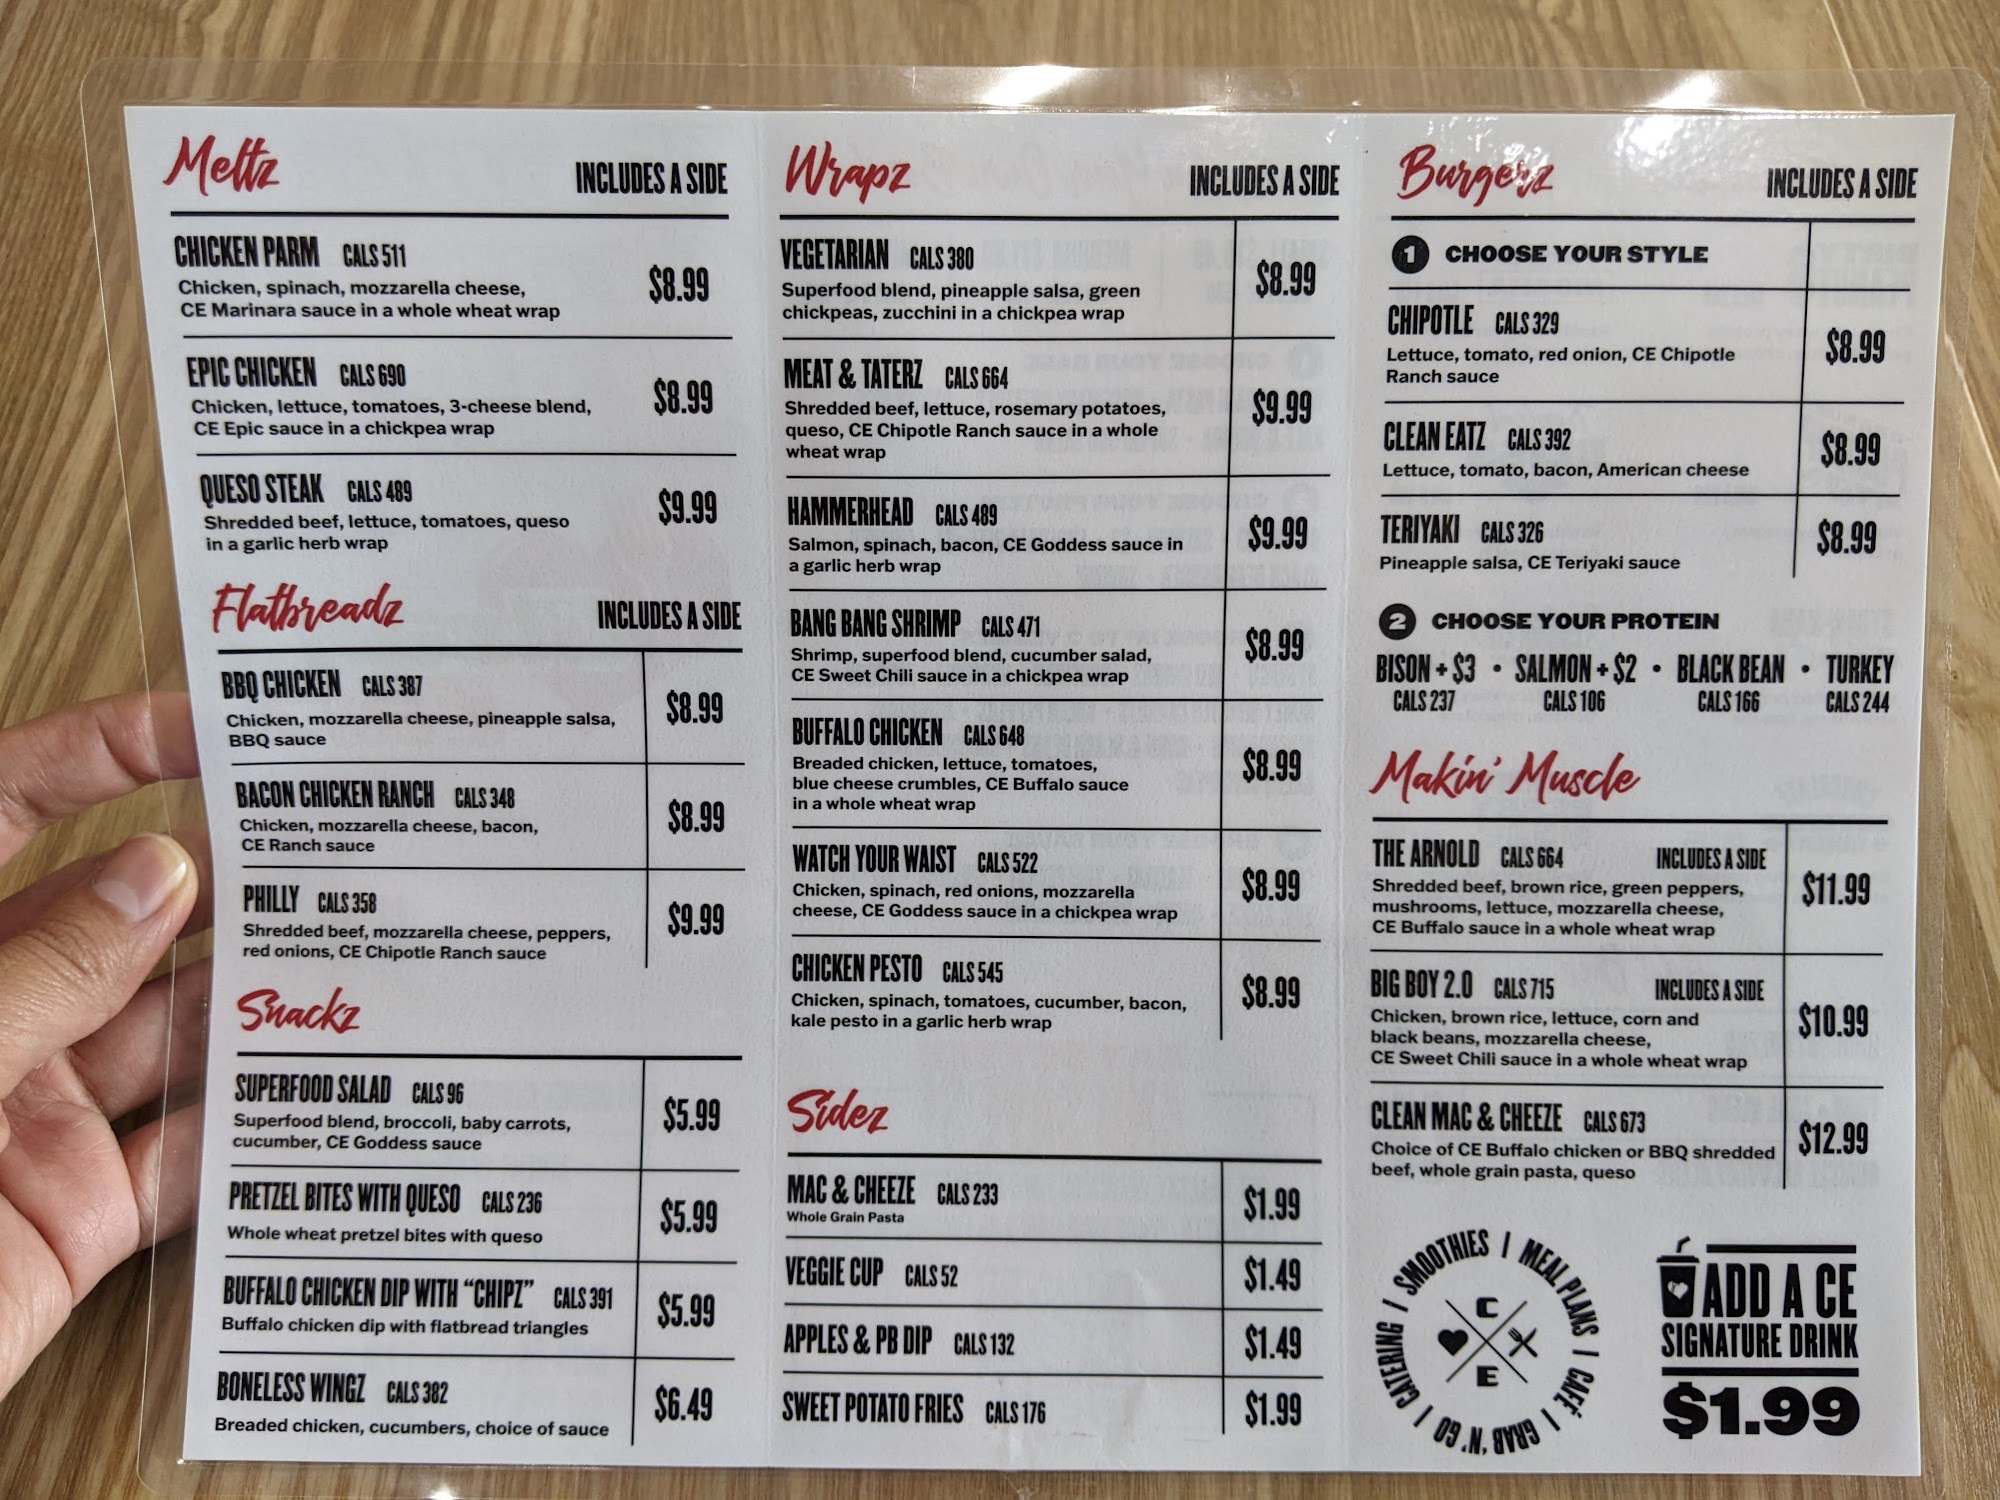 Meltz
INCLUDES A SIDE
CHICKEN PARM CALS 511
Chicken, spinach, mozzarella cheese,
CE Marinara sauce in a whole wheat wrap
$8.99
EPIC CHICKEN CALS 690
Chicken, lettuce, tomatoes, 3-cheese blend,
CE Epic sauce in a chickpea wrap
$8.99
QUESO STEAK CALS 489
Shredded beef, lettuce, tomatoes, queso
in a garlic herb wrap
$9.99
Flatbreadz
INCLUDES A SIDE
BBQ CHICKEN CALS 387
Chicken, mozzarella cheese, pineapple salsa,
BBQ sauce
$8.99
BACON CHICKEN RANCH CALS 348
Chicken, mozzarella cheese, bacon,
CE Ranch sauce
$8.99
PHILLY CALS 358
Shredded beef, mozzarella cheese, peppers,
red onions, CE Chipotle Ranch sauce
$9.99
Snackz
SUPERFOOD SALAD CALS 96
Superfood blend, broccoli, baby carrots,
cucumber, CE Goddess sauce
$5.99
PRETZEL BITES WITH QUESO CALS 236
Whole wheat pretzel bites with queso
$5.99
BUFFALO CHICKEN DIP WITH “CHIPZ” CALS 391
Buffalo chicken dip with flatbread triangles
$5.99
BONELESS WINGZ CALS 382
Breaded chicken, cucumbers, choice of sauce
$6.49
Wrapz
INCLUDES A SIDE
VEGETARIAN CALS 380
Superfood blend, pineapple salsa, green
chickpeas, zucchini in a chickpea wrap
$8.99
MEAT & TATERZ CALS 664
Shredded beef, lettuce, rosemary potatoes,
queso, CE Chipotle Ranch sauce in a whole
wheat wrap
$9.99
HAMMERHEAD CALS 489
Salmon, spinach, bacon, CE Goddess sauce in
a garlic herb wrap
$9.99
BANG BANG SHRIMP CALS 471
Shrimp, superfood blend, cucumber salad,
CE Sweet Chili sauce in a chickpea wrap
$8.99
BUFFALO CHICKEN CALS 648
Breaded chicken, lettuce, tomatoes,
blue cheese crumbles, CE Buffalo sauce
in a whole wheat wrap
$8.99
WATCH YOUR WAIST CALS 522
Chicken, spinach, red onions, mozzarella
cheese, CE Goddess sauce in a chickpea wrap
$8.99
CHICKEN PESTO CALS 545
Chicken, spinach, tomatoes, cucumber, bacon,
kale pesto in a garlic herb wrap
$8.99
Sidez
MAC & CHEEZE CALS 233
Whole Grain Pasta
$1.99
VEGGIE CUP CALS 52
$1.49
APPLES & PB DIP CALS 132
$1.49
SWEET POTATO FRIES CALS 176
$1.99
Burgerz
INCLUDES A SIDE
1 CHOOSE YOUR STYLE
CHIPOTLE CALS 329
Lettuce, tomato, red onion, CE Chipotle
Ranch sauce
$8.99
CLEAN EATZ CALS 392
Lettuce, tomato, bacon, American cheese
$8.99
TERIYAKI CALS 326
Pineapple salsa, CE Teriyaki sauce
$8.99
2 CHOOSE YOUR PROTEIN
BISON + $3 • SALMON + $2 • BLACK BEAN • TURKEY
CALS 237 CALS 106 CALS 166 CALS 244
Makin' Muscle
THE ARNOLD CALS 664 INCLUDES A SIDE
Shredded beef, brown rice, green peppers,
mushrooms, lettuce, mozzarella cheese,
CE Buffalo sauce in a whole wheat wrap
$11.99
BIG BOY 2.0 CALS 715 INCLUDES A SIDE
Chicken, brown rice, lettuce, corn and
black beans, mozzarella cheese,
CE Sweet Chili sauce in a whole wheat wrap
$10.99
CLEAN MAC & CHEEZE CALS 673
Choice of CE Buffalo chicken or BBQ shredded
beef, whole grain pasta, queso
$12.99
SMOOTHIES | MEAL PLANS | CAFÉ | GRAB 'N' GO | CATERING |
C
E
ADD A CE
SIGNATURE DRINK
$1.99